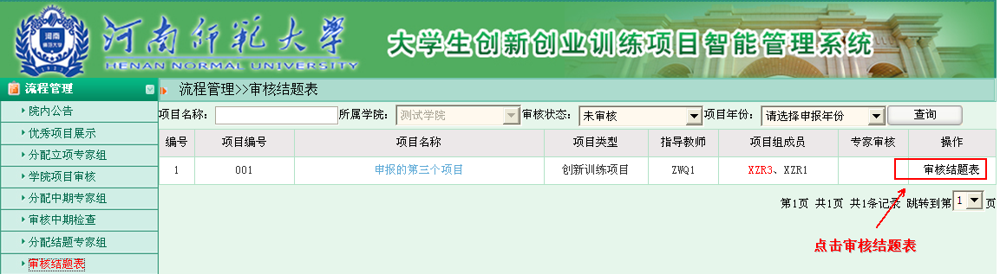 河南师范大学
HENAN NORMAL UNIVERSITY
大学生创新创业训练项目智能管理系统
流程管理
院内公告
优秀项目展示
分配立项专家组
学院项目审核
分配中期专家组
审核中期检查
分配结题专家组
审核结题表
流程管理>>审核结题表
项目名称: 所属学院: 测试学院 审核状态: 未审核 项目年份: 请选择申报年份 查询
编号 项目编号 项目名称 项目类型 指导教师 项目组成员 专家审核 操作
1 001 申报的第三个项目 创新训练项目 ZWQ1 XZR3、XZR1 审核结题表
第1页 共1页 共1条记录 跳转到第 1 页
点击审核结题表